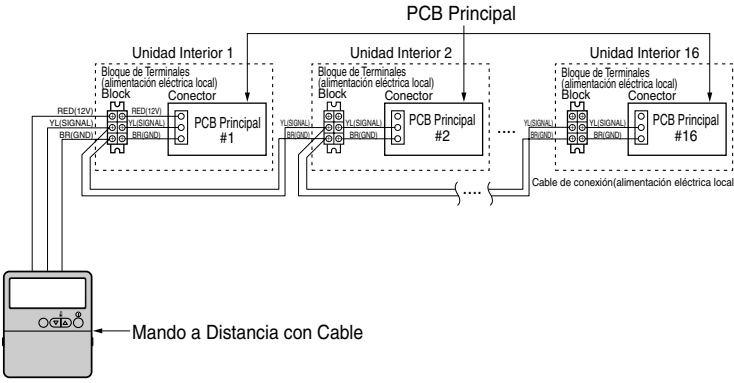 PCB Principal
Unidad Interior 1
Unidad Interior 2
Unidad Interior 16
Bloque de Terminales
(alimentación eléctrica local)
Block
Conector
Bloque de Terminales
(alimentación eléctrica local)
Block
Conector
Bloque de Terminales
(alimentación eléctrica local)
Block
Conector
RED(12V)
YL(SIGNAL)
BR(GND)
RED(12V)
YL(SIGNAL)
BR(GND)
PCB Principal
#1
YL(SIGNAL)
BR(GND)
YL(SIGNAL)
BR(GND)
PCB Principal
#2
....
YL(SIGNAL)
BR(GND)
YL(SIGNAL)
BR(GND)
PCB Principal
#16
....
Cable de conexión(alimentación eléctrica local
Mando a Distancia con Cable